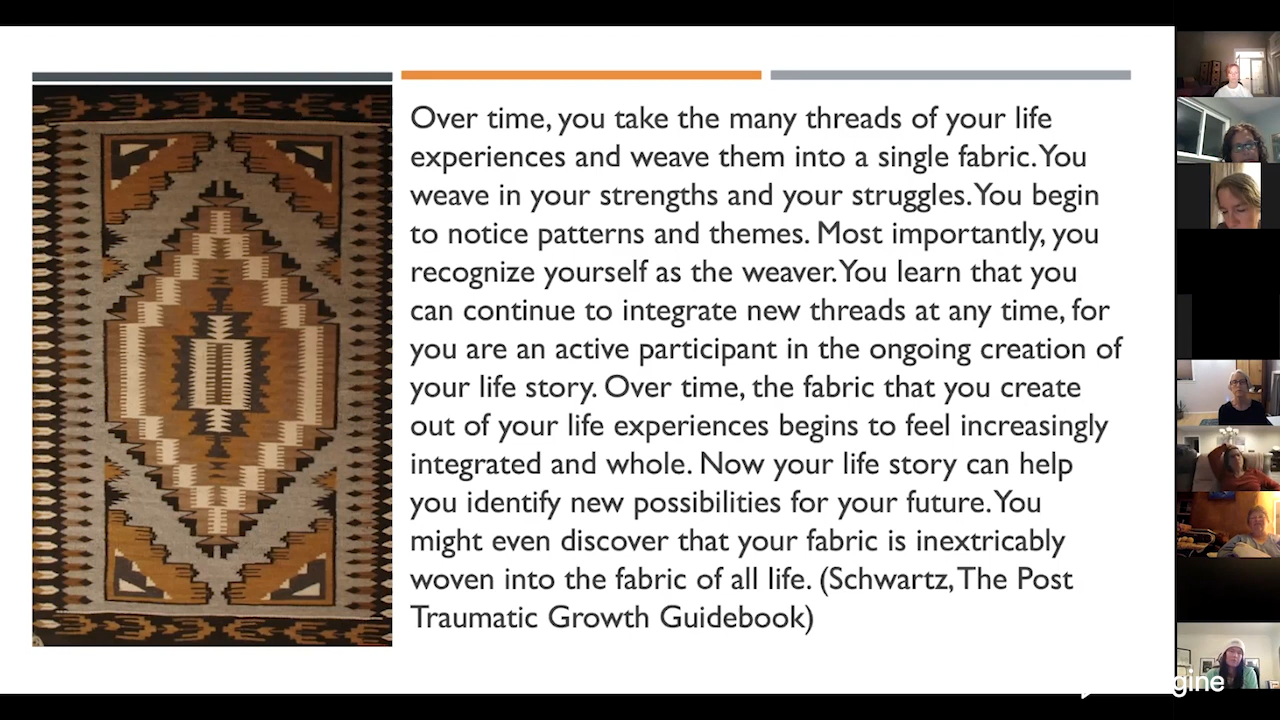 Over time, you take the many threads of your life
experiences and weave them into a single fabric. You
weave in your strengths and your struggles. You begin
to notice patterns and themes. Most importantly, you
recognize yourself as the weaver. You learn that you
can continue to integrate new threads at any time, for
you are an active participant in the ongoing creation of
your life story. Over time, the fabric that you create
out of your life experiences begins to feel increasingly
integrated and whole. Now your life story can help
you identify new possibilities for your future. You
might even discover that your fabric is inextricably
woven into the fabric of all life. (Schwartz, The Post
Traumatic Growth Guidebook)